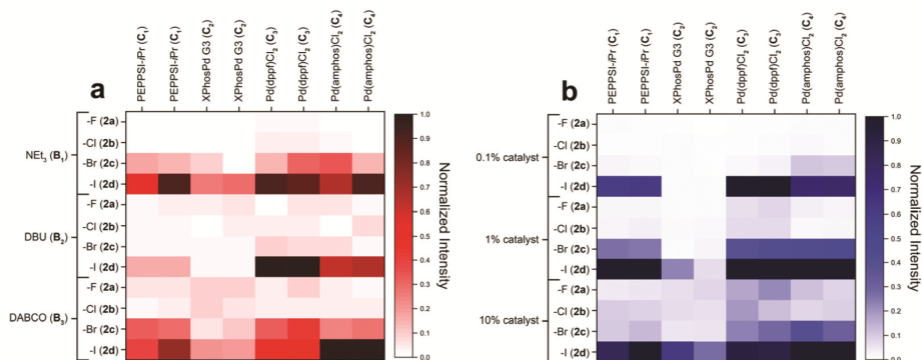 a
PEPPSI-iPr (C₁)
PEPPSI-iPr (C₁)
XPhosPd G3 (C₂)
XPhosPd G3 (C₂)
Pd(dppf)Cl₂ (C₃)
Pd(dppf)Cl₂ (C₃)
Pd(amphos)Cl₂ (C₄)
Pd(amphos)Cl₂ (C₄)
NEt₃ (B₁)
-F (2a)
-Cl (2b)
-Br (2c)
-I (2d)
DBU (B₂)
-F (2a)
-Cl (2b)
-Br (2c)
-I (2d)
DABCO (B₃)
-F (2a)
-Cl (2b)
-Br (2c)
-I (2d)
1.0
0.9
0.8
0.7
0.6
0.5
0.4
0.3
0.2
0.1
0.0
Normalized Intensity
b
PEPPSI-iPr (C₁)
PEPPSI-iPr (C₁)
XPhosPd G3 (C₂)
XPhosPd G3 (C₂)
Pd(dppf)Cl₂ (C₃)
Pd(dppf)Cl₂ (C₃)
Pd(amphos)Cl₂ (C₄)
Pd(amphos)Cl₂ (C₄)
0.1% catalyst
-F (2a)
-Cl (2b)
-Br (2c)
-I (2d)
1% catalyst
-F (2a)
-Cl (2b)
-Br (2c)
-I (2d)
10% catalyst
-F (2a)
-Cl (2b)
-Br (2c)
-I (2d)
1.0
0.9
0.8
0.7
0.6
0.5
0.4
0.3
0.2
0.1
0.0
Normalized Intensity